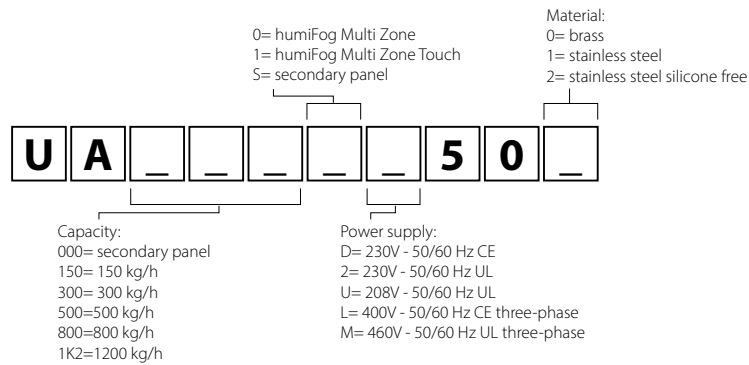 Material:
0= humiFog Multi Zone
0= brass
1= humiFog Multi Zone Touch
1= stainless steel
S= secondary panel
2= stainless steel silicone free
U A _ _ _ _ _ 5 0 _
Capacity:
000= secondary panel
150= 150 kg/h
300= 300 kg/h
500=500 kg/h
800=800 kg/h
1K2=1200 kg/h
Power supply:
D= 230V - 50/60 Hz CE
2= 230V - 50/60 Hz UL
U= 208V - 50/60 Hz UL
L= 400V - 50/60 Hz CE three-phase
M= 460V - 50/60 Hz UL three-phase